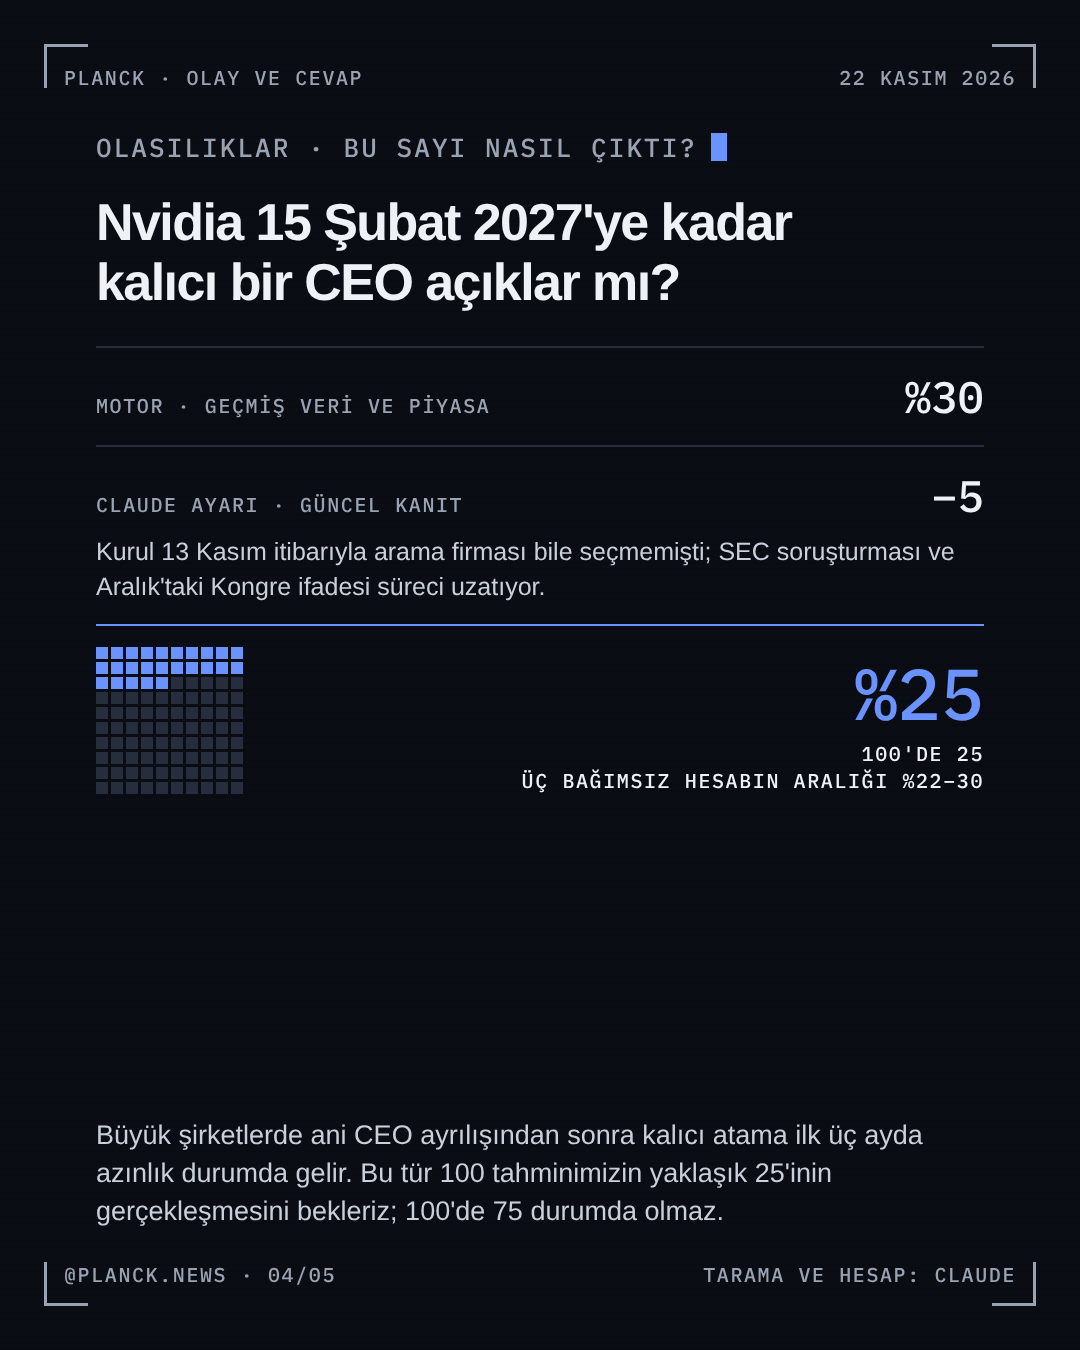 PLANCK · OLAY VE CEVAP
22 KASIM 2026
OLASILIKLAR · BU SAYI NASIL ÇIKTI?
Nvidia 15 Şubat 2027'ye kadar
kalıcı bir CEO açıklar mı?
MOTOR · GEÇMİŞ VERİ VE PİYASA
%30
CLAUDE AYARI · GÜNCEL KANIT
−5
Kurul 13 Kasım itibarıyla arama firması bile seçmemişti; SEC soruşturması ve
Aralık'taki Kongre ifadesi süreci uzatıyor.
%25
100'DE 25
ÜÇ BAĞIMSIZ HESABIN ARALIĞI %22–30
Büyük şirketlerde ani CEO ayrılışından sonra kalıcı atama ilk üç ayda
azınlık durumda gelir. Bu tür 100 tahminimizin yaklaşık 25'inin
gerçekleşmesini bekleriz; 100'de 75 durumda olmaz.
@PLANCK.NEWS · 04/05
TARAMA VE HESAP: CLAUDE